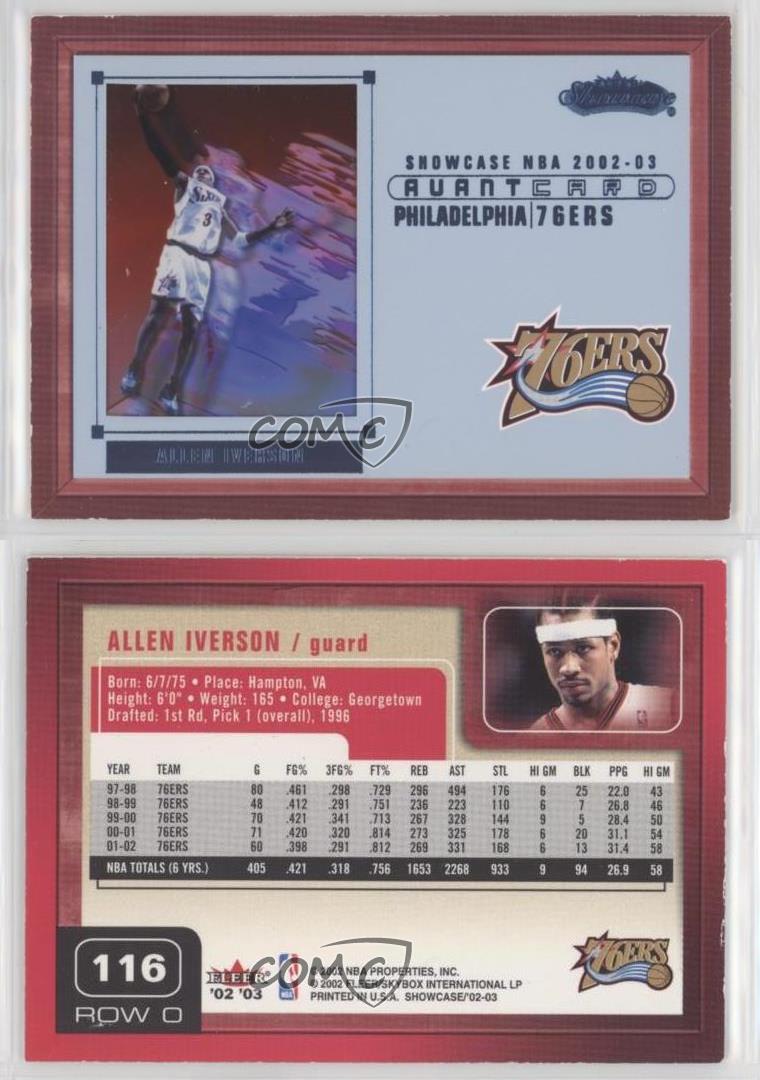 Showcase
SHOWCASE NBA 2002-03
AVANTCARD
PHILADELPHIA|76ERS
SIXERS
3
76ERS
COMC
ALLEN IVERSON
ALLEN IVERSON / guard
Born: 6/7/75 • Place: Hampton, VA
Height: 6'0" • Weight: 165 • College: Georgetown
Drafted: 1st Rd, Pick 1 (overall), 1996
YEAR TEAM G FG% 3FG% FT% REB AST STL HI GM BLK PPG HI GM
97-98 76ERS 80 .461 .298 .729 296 494 176 6 25 22.0 43
98-99 76ERS 48 .412 .291 .751 236 223 110 6 7 26.8 46
99-00 76ERS 70 .421 .341 .713 267 328 144 9 5 28.4 50
00-01 76ERS 71 .420 .320 .814 273 325 178 6 20 31.1 54
01-02 76ERS 60 .398 .291 .812 269 331 168 6 13 31.4 58
NBA TOTALS (6 YRS.) 405 .421 .318 .756 1653 2268 933 9 94 26.9 58
76ERS
116
ROW 0
FLEER
'02 '03
NBA
COMC
© 2002 NBA PROPERTIES, INC.
© 2002 FLEER/SKYBOX INTERNATIONAL LP
PRINTED IN U.S.A. SHOWCASE/'02-03